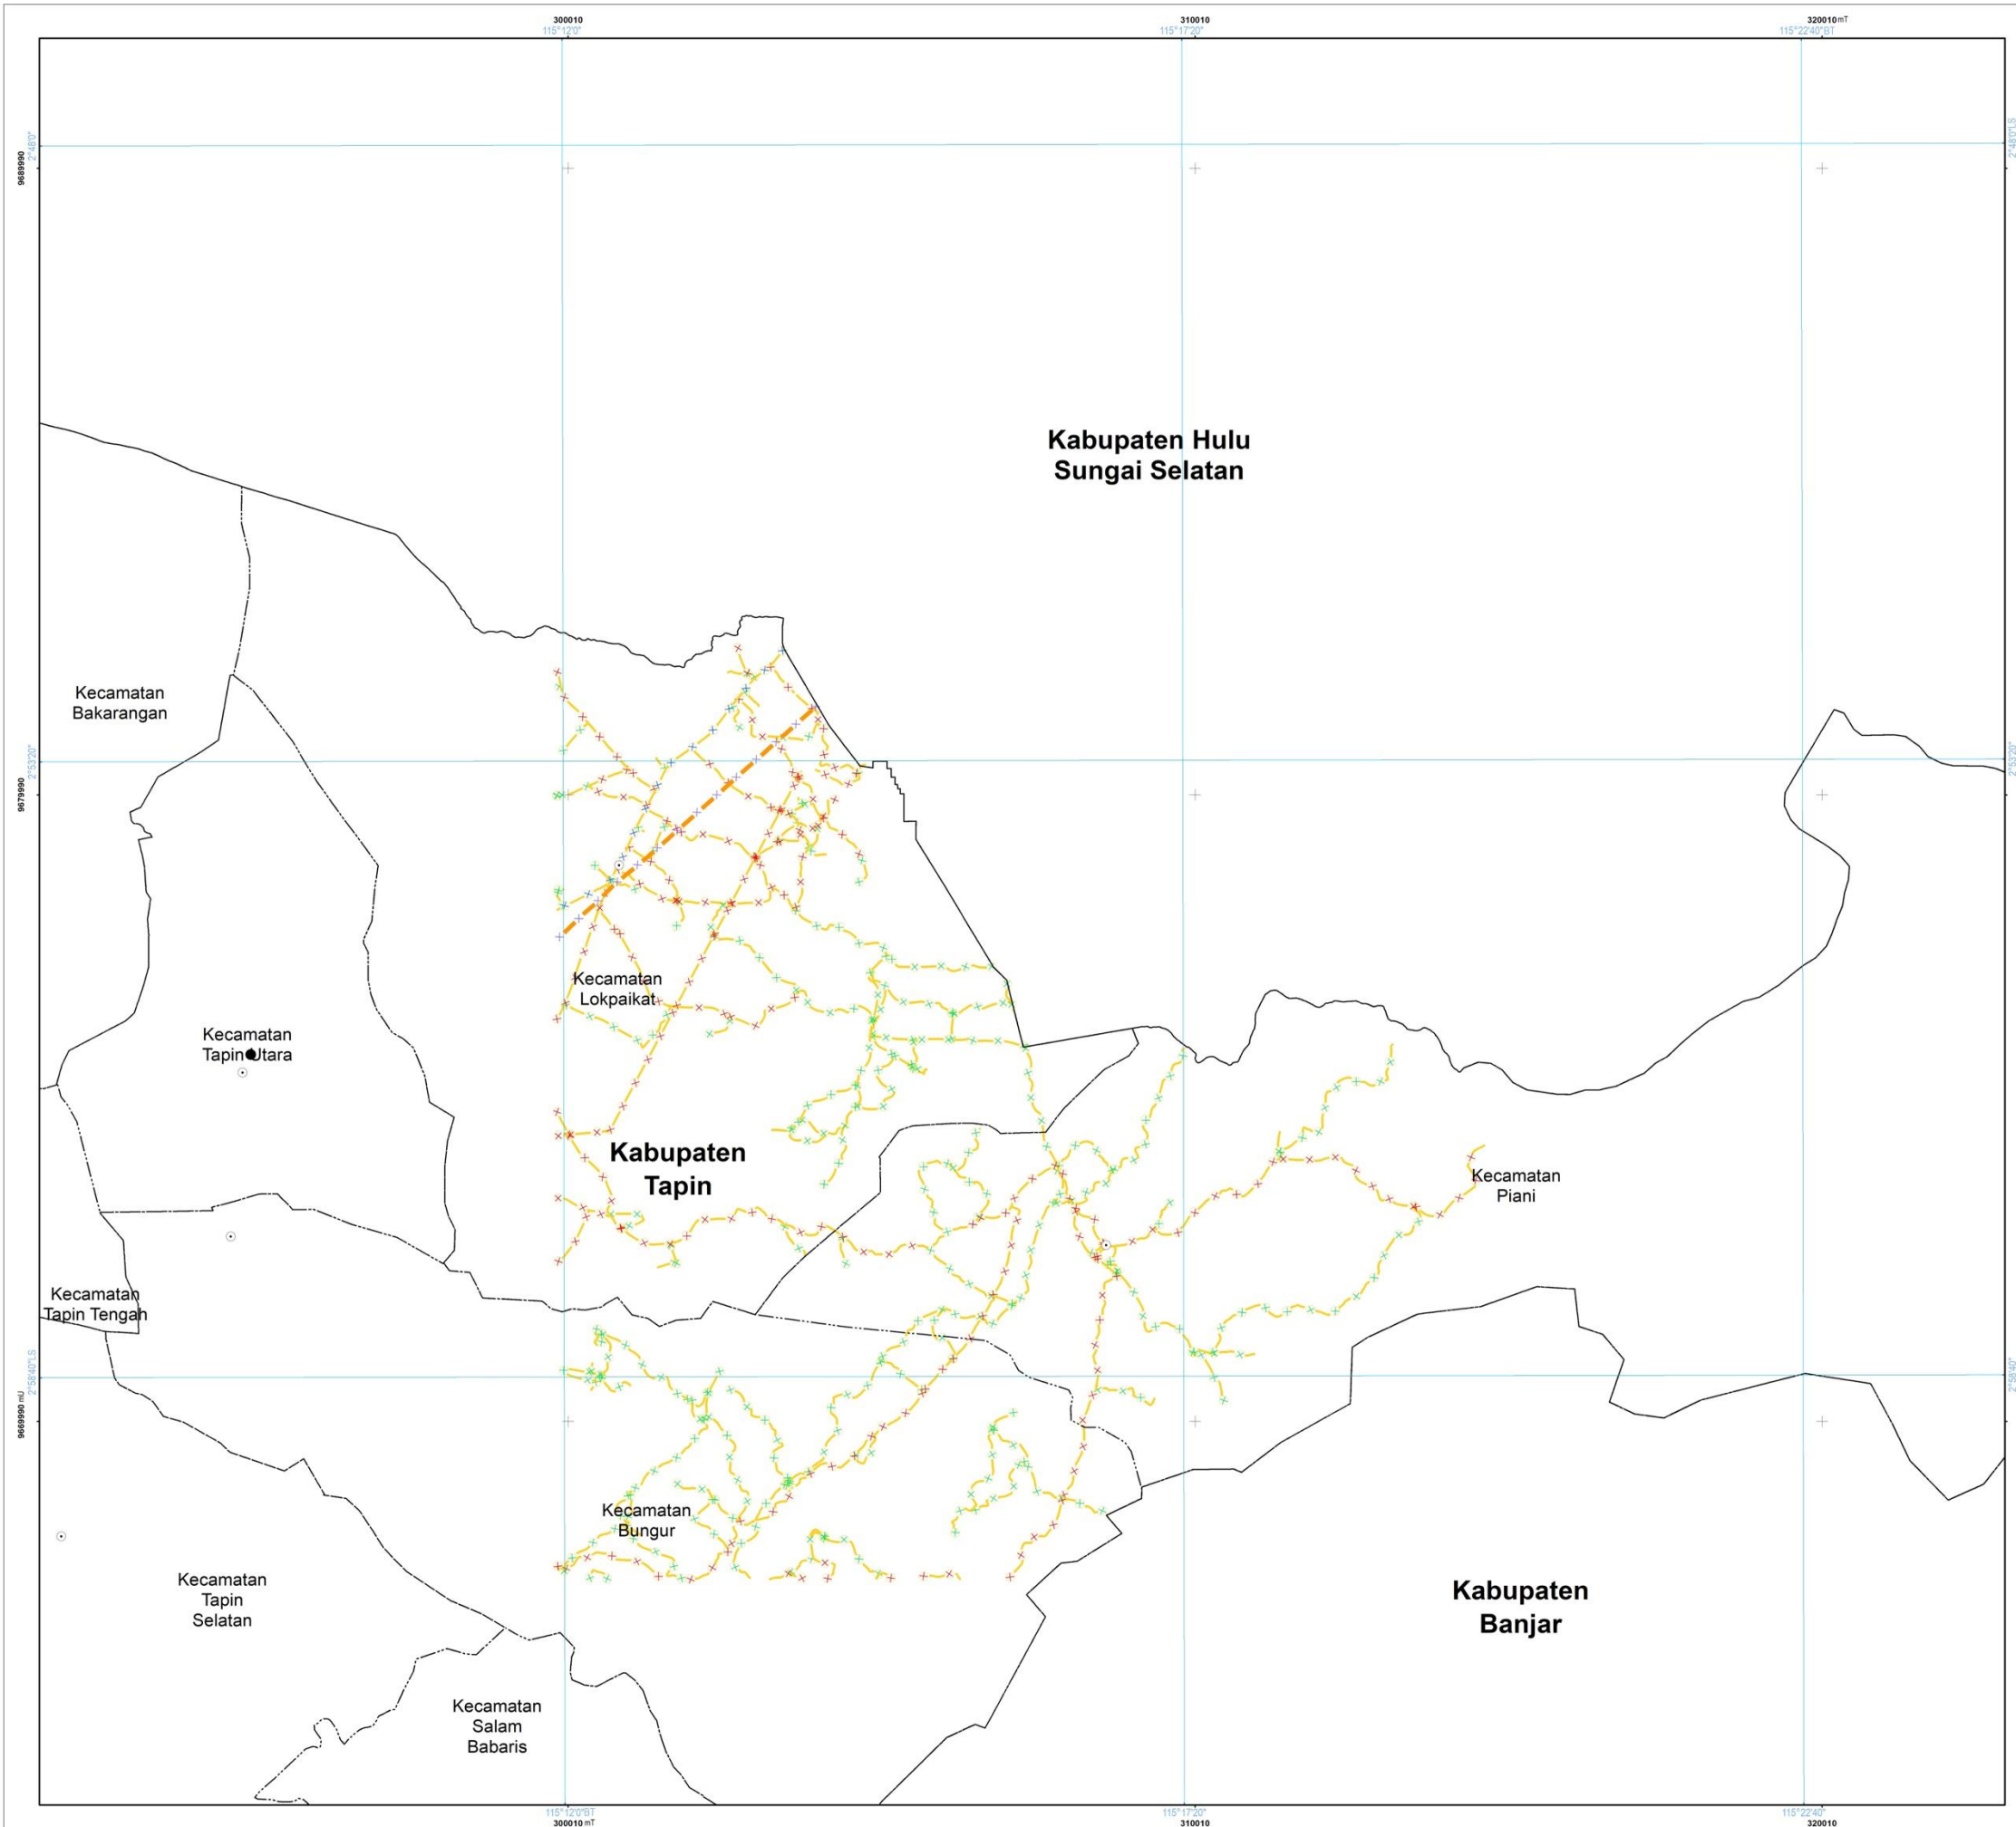 300010
310010
320010 mT
115°12'0"
115°17'20"
115°22'40"BT
2°48'0"
2°48'0"LS
9689990
Kabupaten Hulu
Sungai Selatan
Kecamatan
Bakarangan
2°53'20"
2°53'20"
9679990
Kecamatan
Lokpaikat
Kecamatan
Tapin Utara
Kabupaten
Tapin
Kecamatan
Piani
Kecamatan
Tapin Tengah
2°58'40"LS
2°58'40"
9669990 mU
Kecamatan
Bungur
Kecamatan
Tapin
Selatan
Kabupaten
Banjar
Kecamatan
Salam
Babaris
115°12'0"BT
115°17'20"
115°22'40"
300010 mT
310010
320010